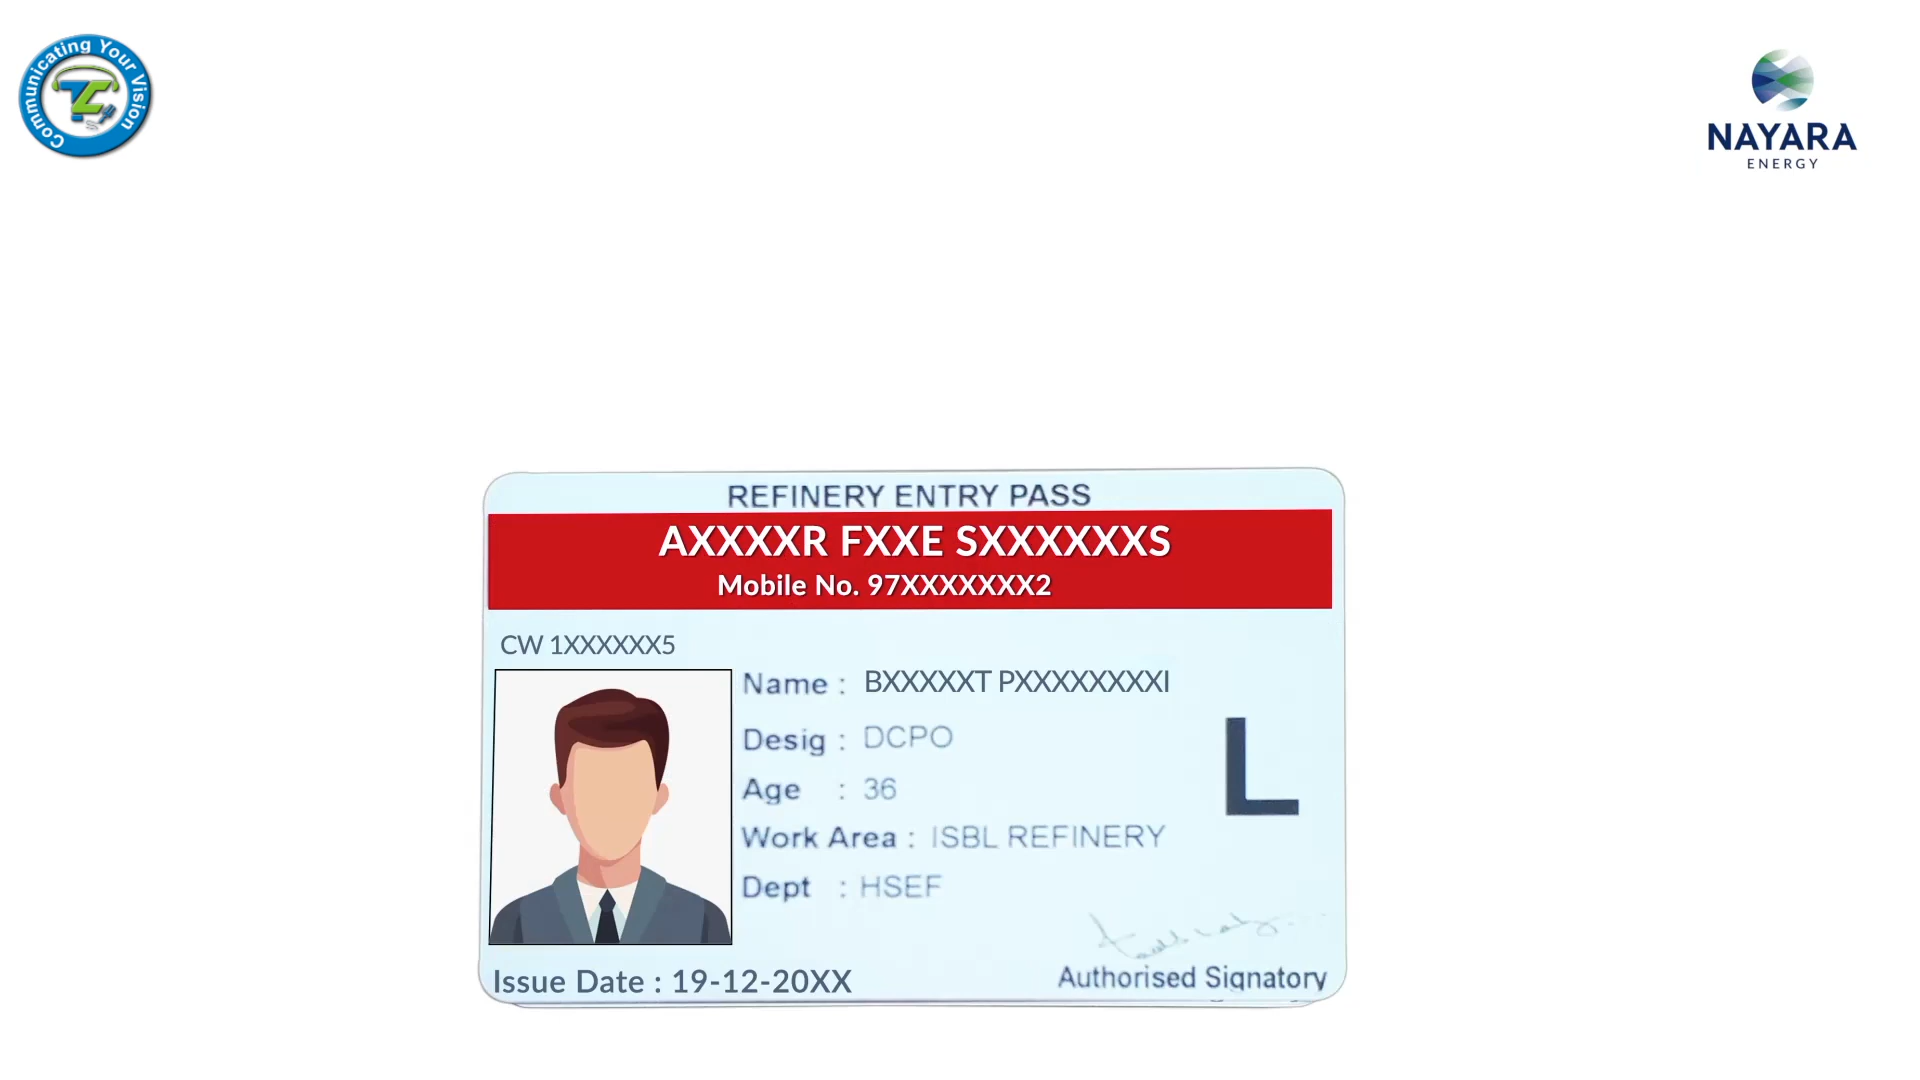 Communicating Your Vision
TC
NAYARA
ENERGY
REFINERY ENTRY PASS
AXXXXR FXXE SXXXXXXS
Mobile No. 97XXXXXXX2
CW 1XXXXXX5
Name : BXXXXXT PXXXXXXXXI
Desig : DCPO
L
Age : 36
Work Area : ISBL REFINERY
Dept : HSEF
Issue Date : 19-12-20XX
Authorised Signatory